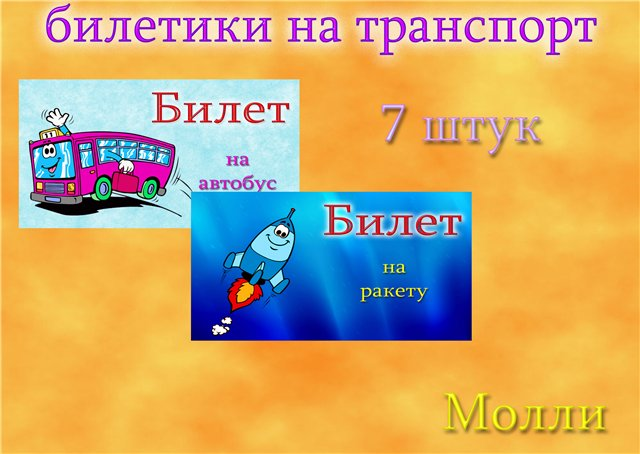 билетики на транспорт
Билет
на
автобус
7 штук
Билет
на
ракету
Молли